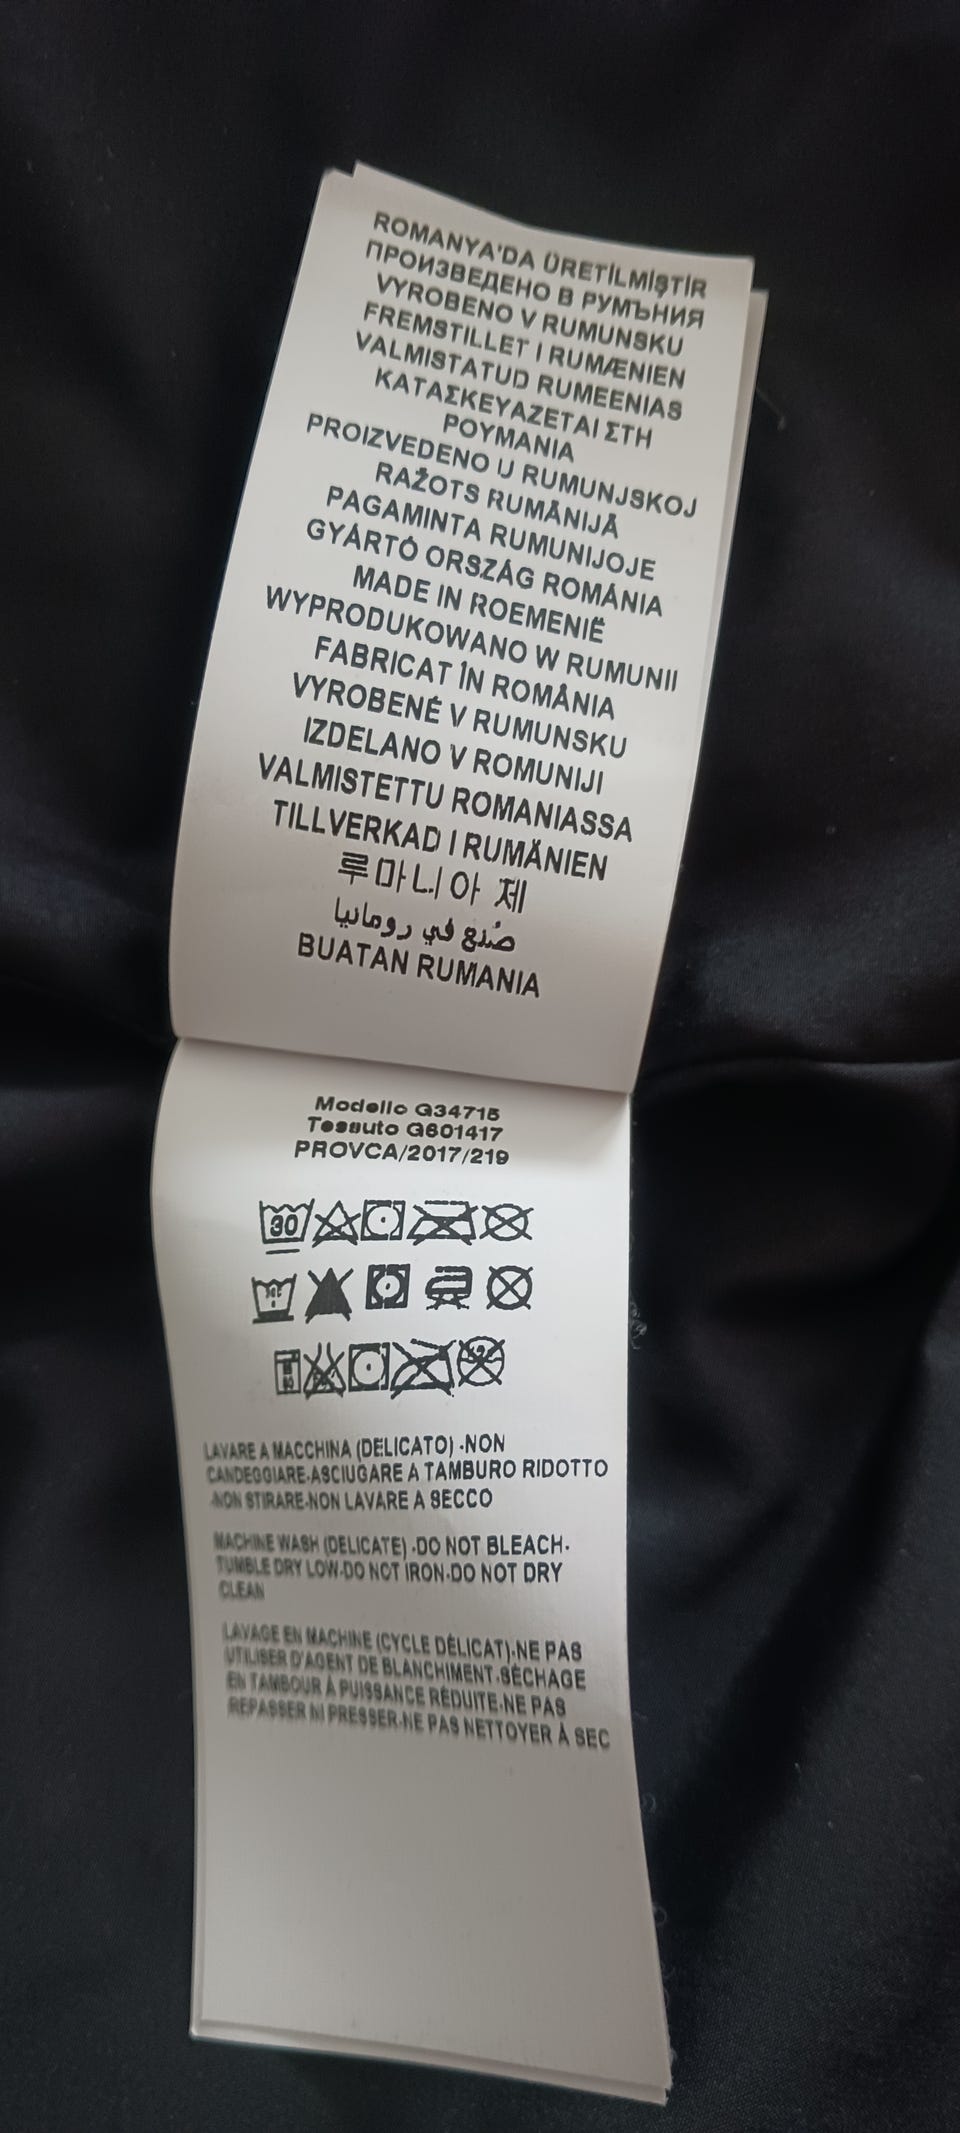 ROMANYA'DA ÜRETİLMİŞTİR
ПРОИЗВЕДЕНО В РУМЪНИЯ
VYROBENO V RUMUNSKU
FREMSTILLET I RUMÆNIEN
VALMISTATUD RUMEENIAS
ΚΑΤΑΣΚΕΥΑΖΕΤΑΙ ΣΤΗ
ΡΟΥΜΑΝΙΑ
PROIZVEDENO U RUMUNJSKOJ
RAŽOTS RUMĀNIJĀ
PAGAMINTA RUMUNIJOJE
GYÁRTÓ ORSZÁG ROMÁNIA
MADE IN ROEMENIË
WYPRODUKOWANO W RUMUNII
FABRICAT ÎN ROMÂNIA
VYROBENÉ V RUMUNSKU
IZDELANO V ROMUNIJI
VALMISTETTU ROMANIASSA
TILLVERKAD I RUMÄNIEN
루마니아 제
صُنع في رومانيا
BUATAN RUMANIA
Modello G34715
Tessuto G601417
PROVCA/2017/219
30
LAVARE A MACCHINA (DELICATO) -NON
CANDEGGIARE-ASCIUGARE A TAMBURO RIDOTTO
-NON STIRARE-NON LAVARE A SECCO
MACHINE WASH (DELICATE) -DO NOT BLEACH-
TUMBLE DRY LOW-DO NOT IRON-DO NOT DRY
CLEAN
LAVAGE EN MACHINE (CYCLE DÉLICAT)-NE PAS
UTILISER D'AGENT DE BLANCHIMENT-SÈCHAGE
EN TAMBOUR À PUISSANCE RÉDUITE-NE PAS
REPASSER NI PRESSER-NE PAS NETTOYER À SEC